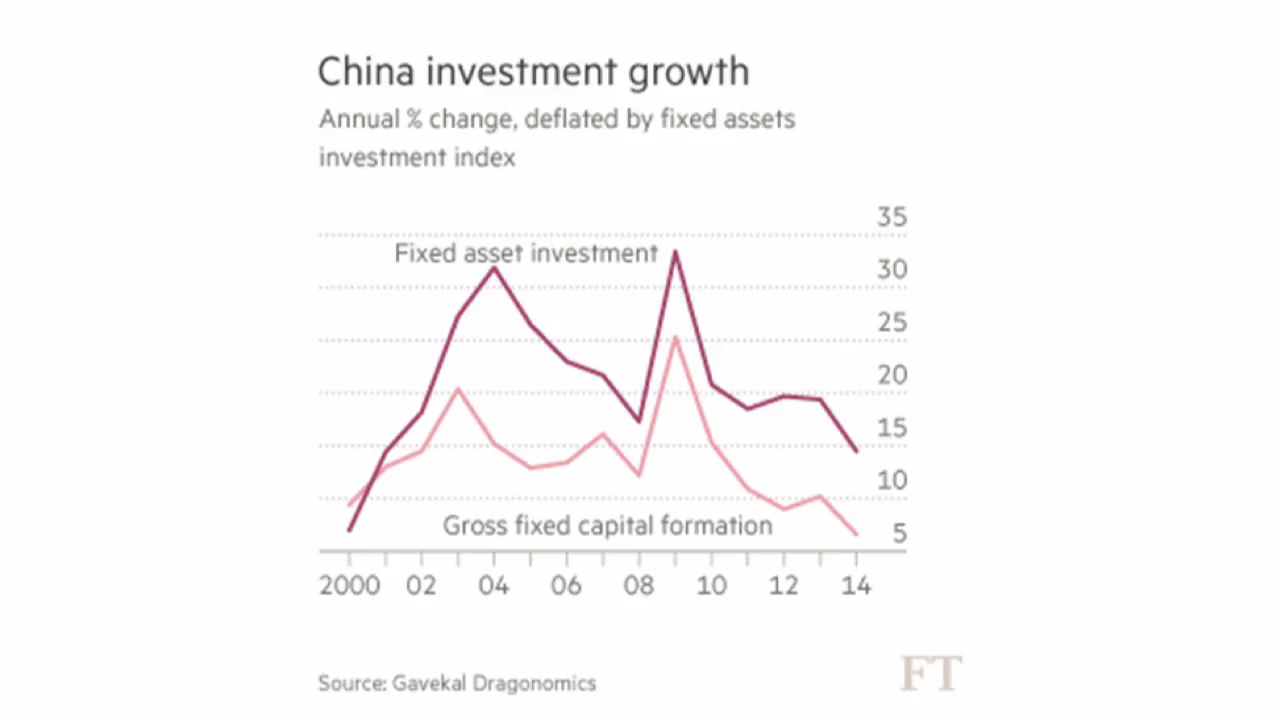 China investment growth
Annual % change, deflated by fixed assets
investment index
35
Fixed asset investment
30
25
20
15
10
Gross fixed capital formation
5
2000 02 04 06 08 10 12 14
Source: Gavekal Dragonomics
FT